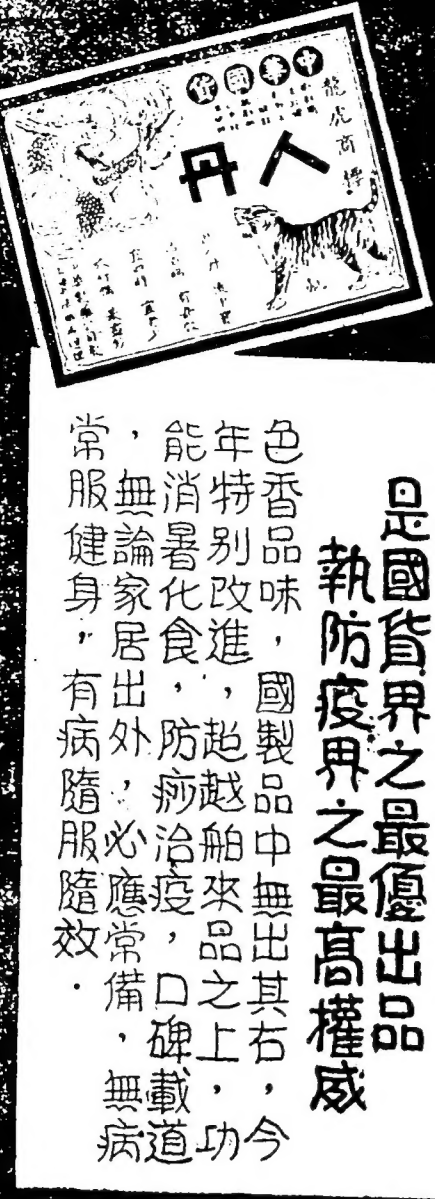 中華國貨
龍虎商標
人丹
是國貨界之最優出品
執防疫界之最高權威
色香品味，國製品中無出其右，今
年特別改進，超越舶來品之上，功
能消暑化食，防痧治疫，口碑載道
，無論家居出外，必應常備，無病
常服健身，有病隨服隨效．